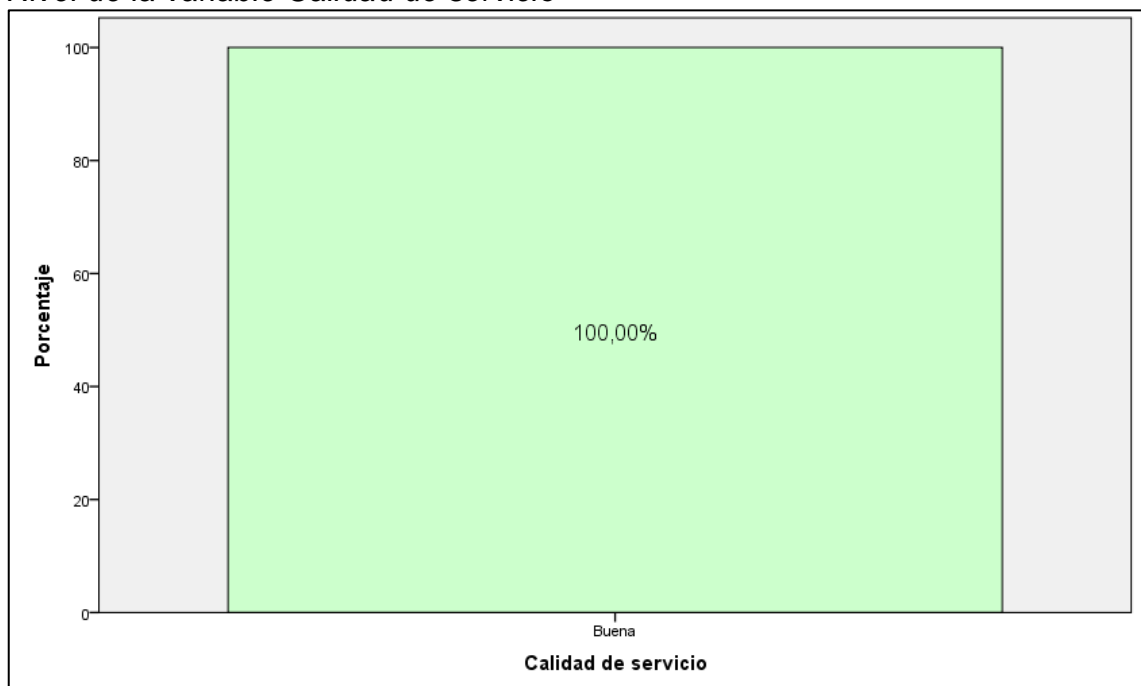 Nivel de la variable Calidad de servicio
100
80
60
40
20
0
Porcentaje
100,00%
Buena
Calidad de servicio